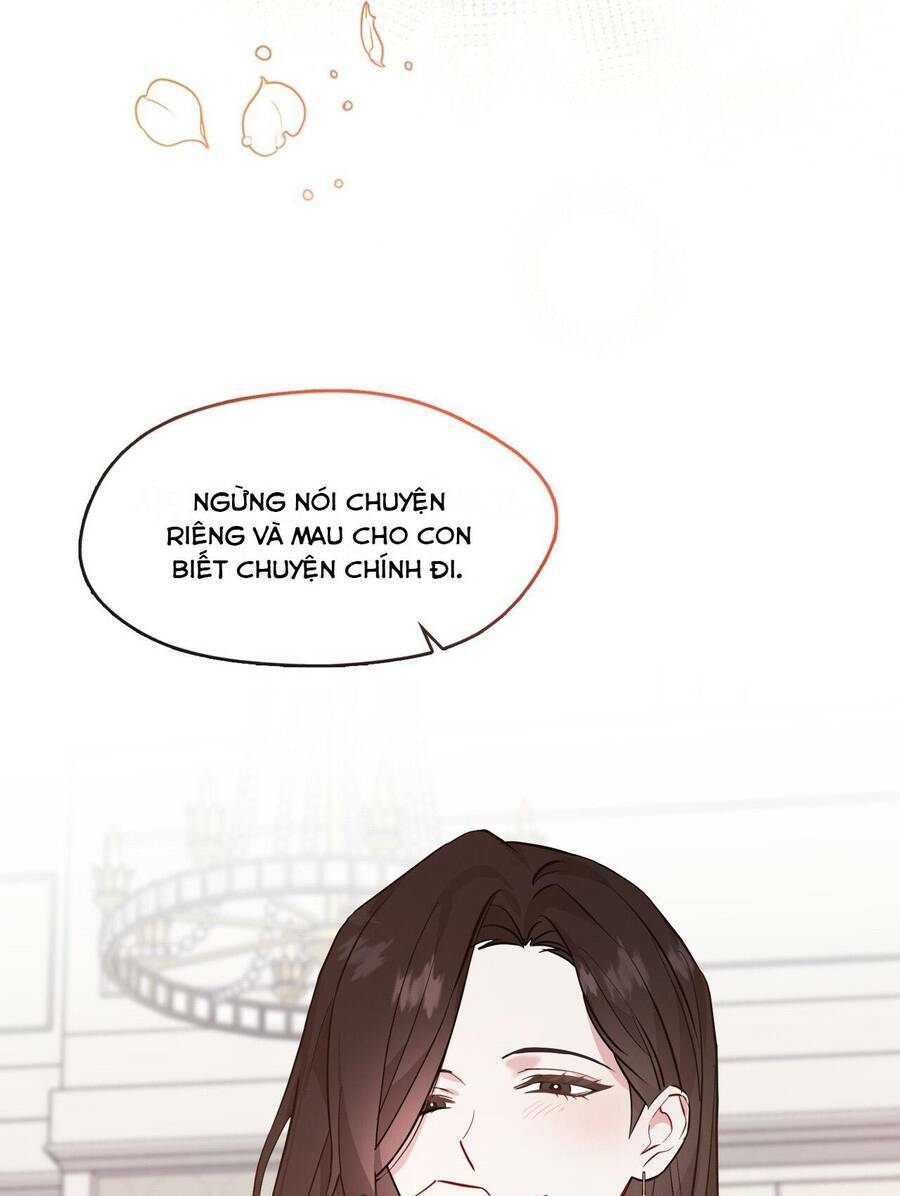 NGỪNG NÓI CHUYỆN
RIÊNG VÀ MAU CHO CON
BIẾT CHUYỆN CHÍNH ĐI.